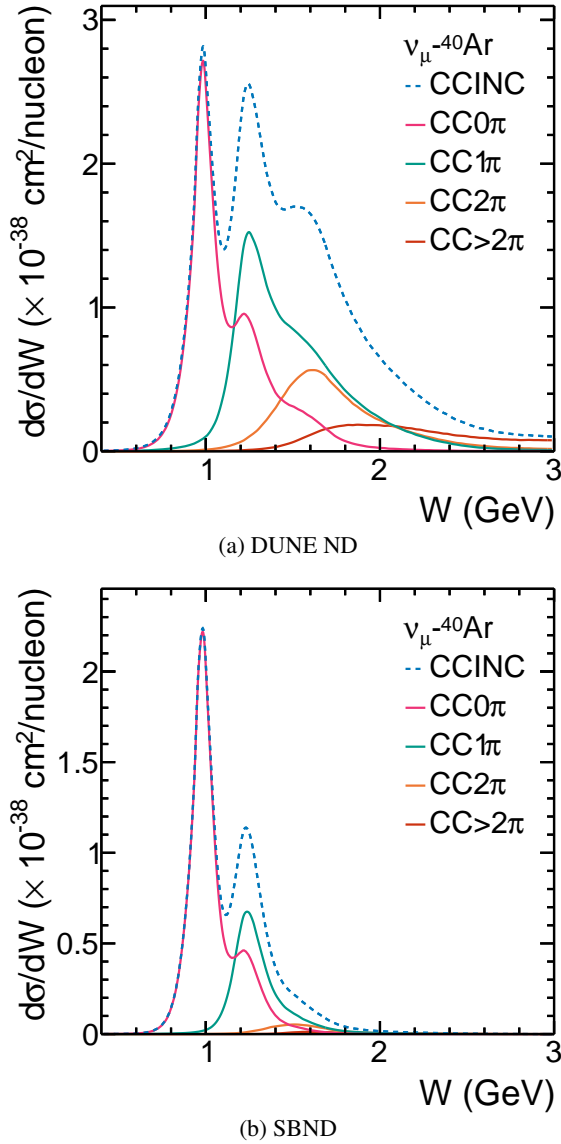 3
2
1
0
dσ/dW (× 10⁻³⁸ cm²/nucleon)
νμ-⁴⁰Ar
CCINC
CC0π
CC1π
CC2π
CC>2π
1 2 3
W (GeV)
(a) DUNE ND
2
1.5
1
0.5
0
dσ/dW (× 10⁻³⁸ cm²/nucleon)
νμ-⁴⁰Ar
CCINC
CC0π
CC1π
CC2π
CC>2π
1 2 3
W (GeV)
(b) SBND